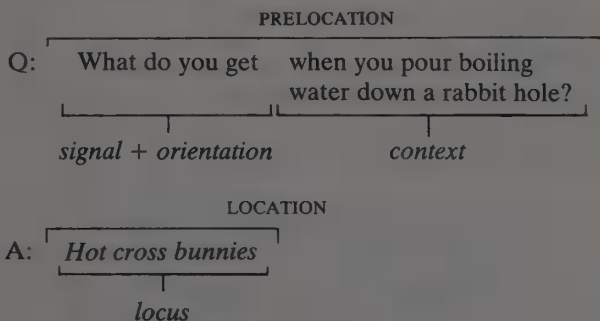 PRELOCATION
Q: What do you get when you pour boiling
water down a rabbit hole?
signal + orientation context
LOCATION
A: Hot cross bunnies
locus